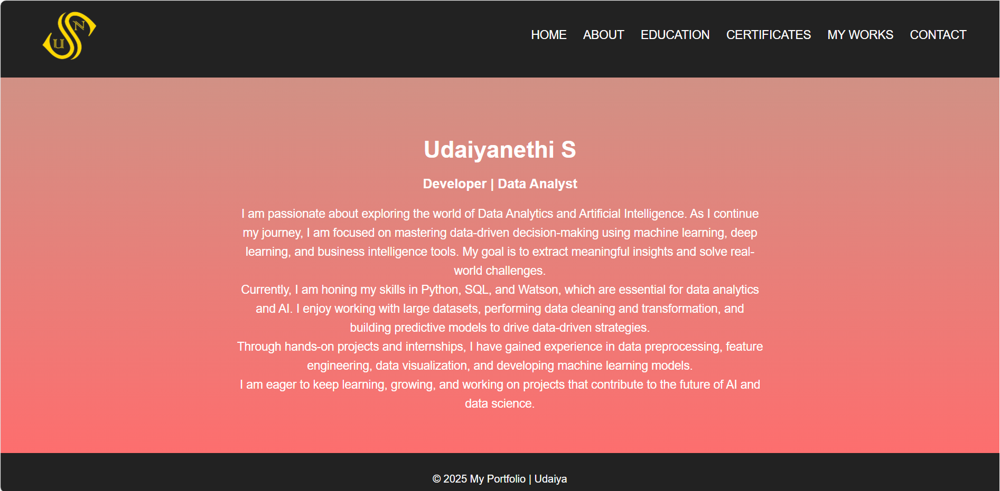 U S N
HOME ABOUT EDUCATION CERTIFICATES MY WORKS CONTACT
Udaiyanethi S
Developer | Data Analyst
I am passionate about exploring the world of Data Analytics and Artificial Intelligence. As I continue
my journey, I am focused on mastering data-driven decision-making using machine learning, deep
learning, and business intelligence tools. My goal is to extract meaningful insights and solve real-
world challenges.
Currently, I am honing my skills in Python, SQL, and Watson, which are essential for data analytics
and AI. I enjoy working with large datasets, performing data cleaning and transformation, and
building predictive models to drive data-driven strategies.
Through hands-on projects and internships, I have gained experience in data preprocessing, feature
engineering, data visualization, and developing machine learning models.
I am eager to keep learning, growing, and working on projects that contribute to the future of AI and
data science.
© 2025 My Portfolio | Udaiya